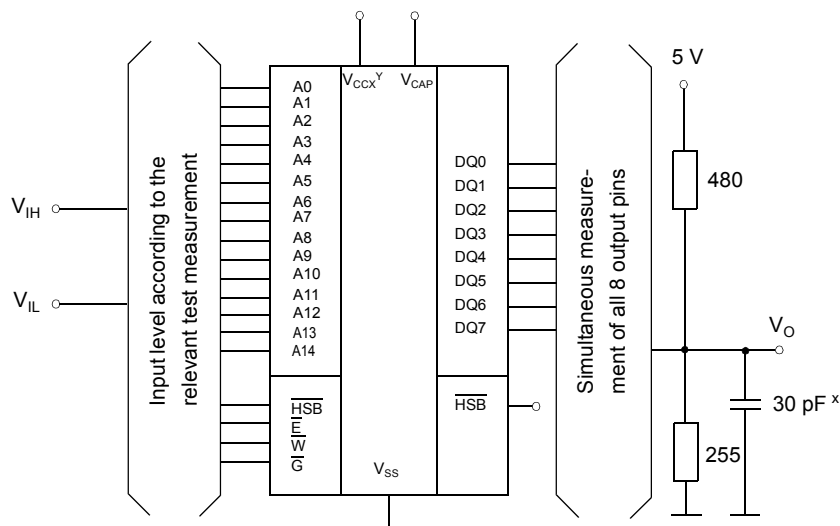 V_IH
V_IL
Input level according to the
relevant test measurement
V_CCX^Y
V_CAP
A0
A1
A2
A3
A4
A5
A6
A7
A8
A9
A10
A11
A12
A13
A14
H̅S̅B̅
E̅
W̅
G̅
V_SS
DQ0
DQ1
DQ2
DQ3
DQ4
DQ5
DQ6
DQ7
H̅S̅B̅
Simultaneous measure-
ment of all 8 output pins
5 V
480
V_O
30 pF ^x
255